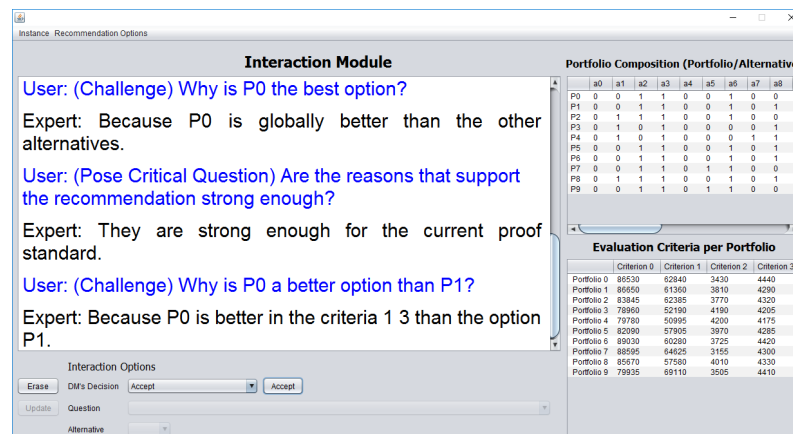 Instance Recommendation Options
Interaction Module
User: (Challenge) Why is P0 the best option?
Expert: Because P0 is globally better than the other
alternatives.
User: (Pose Critical Question) Are the reasons that support
the recommendation strong enough?
Expert: They are strong enough for the current proof
standard.
User: (Challenge) Why is P0 a better option than P1?
Expert: Because P0 is better in the criteria 1 3 than the option
P1.
Interaction Options
Erase DM's Decision Accept Accept
Update Question
Alternative
Portfolio Composition (Portfolio/Alternativ
a0 a1 a2 a3 a4 a5 a6 a7 a8
P0 0 0 1 1 0 0 1 0 0
P1 0 0 1 1 0 0 1 0 1
P2 0 1 1 1 0 0 1 0 0
P3 0 1 0 1 0 0 0 0 1
P4 0 1 0 1 0 0 0 1 1
P5 0 0 1 1 0 0 1 0 1
P6 0 0 1 1 0 0 1 0 1
P7 0 0 0 1 0 1 1 0 0
P8 0 1 1 1 0 0 1 0 1
P9 0 0 1 1 0 1 1 0 0
Evaluation Criteria per Portfolio
Criterion 0 Criterion 1 Criterion 2 Criterion 3
Portfolio 0 86530 62840 3430 4440
Portfolio 1 86650 61360 3810 4290
Portfolio 2 83845 62385 3770 4320
Portfolio 3 78960 52190 4190 4205
Portfolio 4 79780 50995 4200 4175
Portfolio 5 82090 57905 3970 4285
Portfolio 6 89030 60280 3725 4420
Portfolio 7 88595 64625 3155 4300
Portfolio 8 85670 57580 4010 4330
Portfolio 9 79935 69110 3505 4410